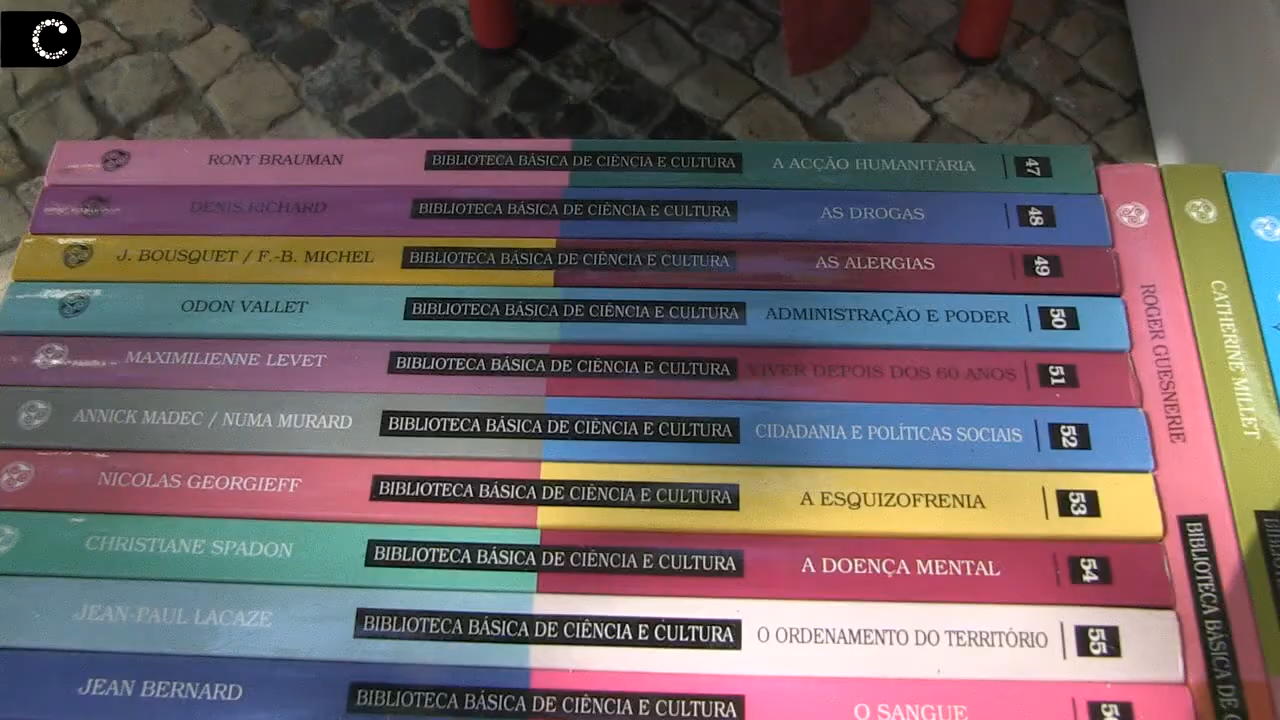 C
RONY BRAUMAN BIBLIOTECA BÁSICA DE CIÊNCIA E CULTURA A ACÇÃO HUMANITÁRIA 47
DENIS RICHARD BIBLIOTECA BÁSICA DE CIÊNCIA E CULTURA AS DROGAS 48
J. BOUSQUET / F.-B. MICHEL BIBLIOTECA BÁSICA DE CIÊNCIA E CULTURA AS ALERGIAS 49
ODON VALLET BIBLIOTECA BÁSICA DE CIÊNCIA E CULTURA ADMINISTRAÇÃO E PODER 50
MAXIMILIENNE LEVET BIBLIOTECA BÁSICA DE CIÊNCIA E CULTURA VIVER DEPOIS DOS 60 ANOS 51
ANNICK MADEC / NUMA MURARD BIBLIOTECA BÁSICA DE CIÊNCIA E CULTURA CIDADANIA E POLÍTICAS SOCIAIS 52
NICOLAS GEORGIEFF BIBLIOTECA BÁSICA DE CIÊNCIA E CULTURA A ESQUIZOFRENIA 53
CHRISTIANE SPADON BIBLIOTECA BÁSICA DE CIÊNCIA E CULTURA A DOENÇA MENTAL 54
JEAN-PAUL LACAZE BIBLIOTECA BÁSICA DE CIÊNCIA E CULTURA O ORDENAMENTO DO TERRITÓRIO 55
JEAN BERNARD BIBLIOTECA BÁSICA DE CIÊNCIA E CULTURA O SANGUE
ROGER GUESNERIE BIBLIOTECA BÁSICA DE
CATHERINE MILLET